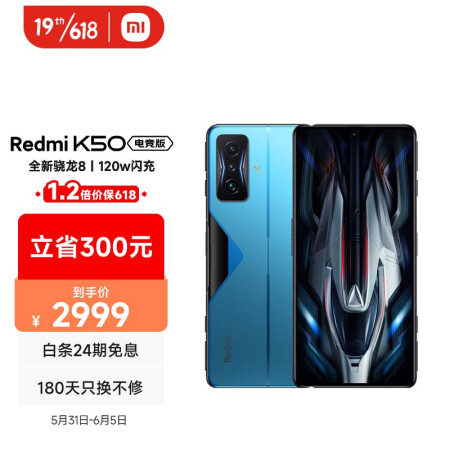 19th/618
mi
Redmi K50 电竞版
全新骁龙8 | 120w闪充
1.2倍价保618
立省300元
到手价
¥ 2999
白条24期免息
180天只换不修
5月31日-6月5日
Redmi